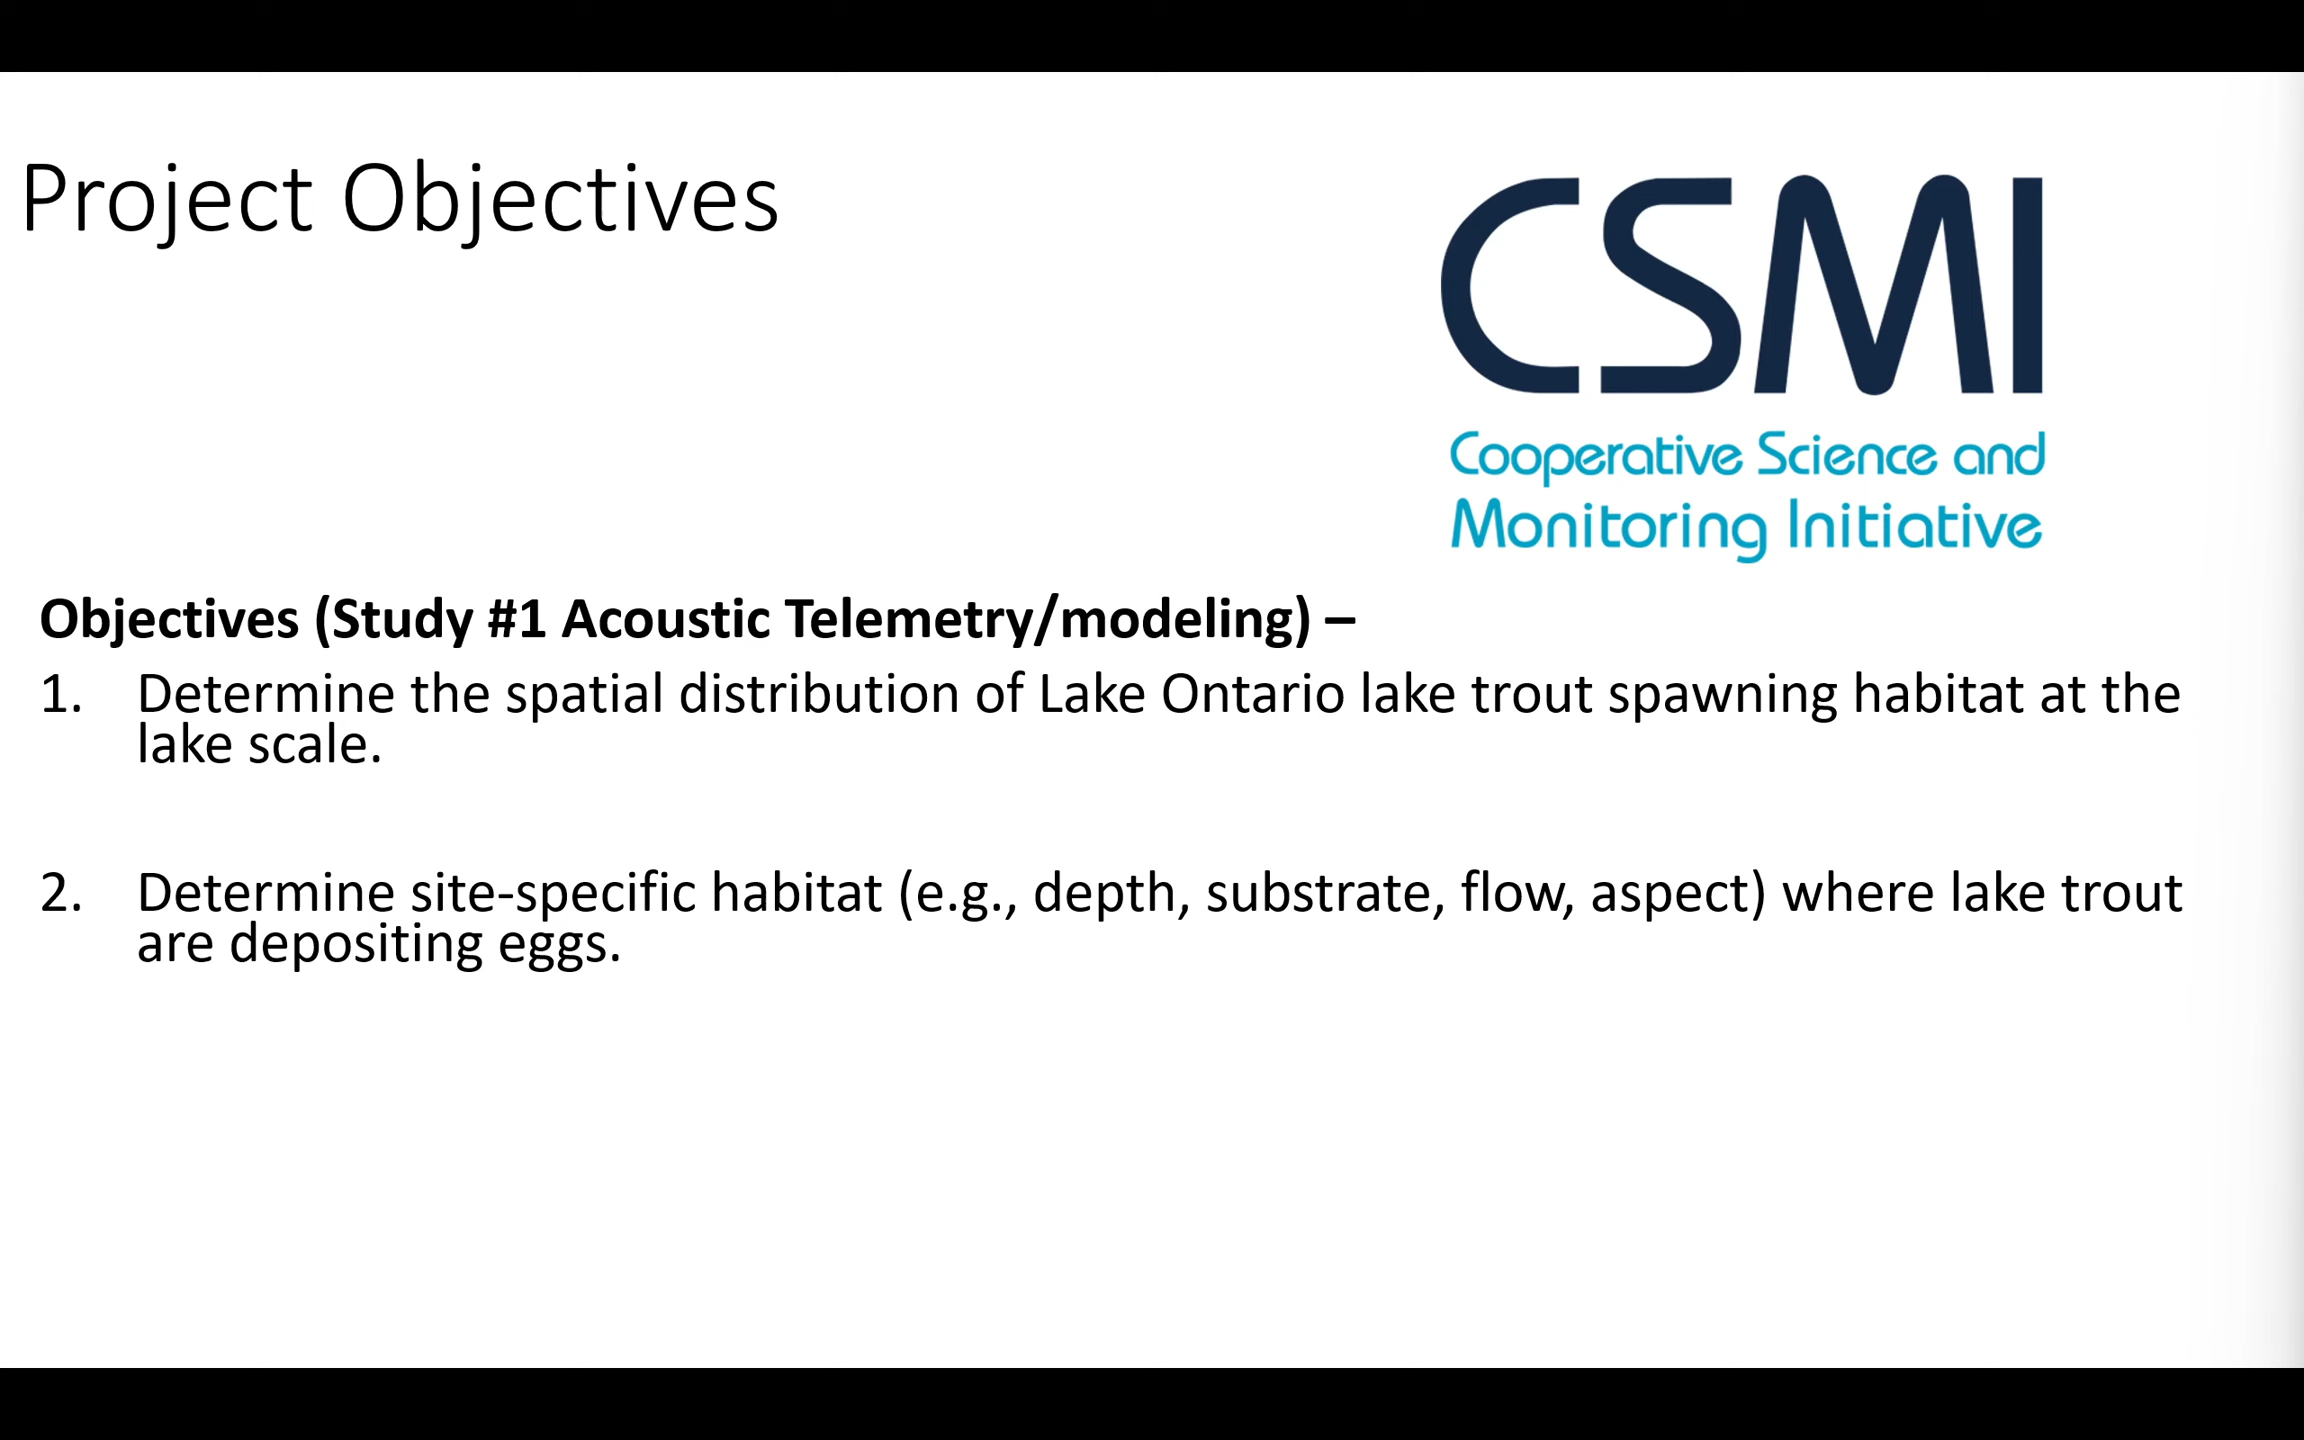 Project Objectives
CSMI
Cooperative Science and
Monitoring Initiative
Objectives (Study #1 Acoustic Telemetry/modeling) –
1. Determine the spatial distribution of Lake Ontario lake trout spawning habitat at the
lake scale.
2. Determine site-specific habitat (e.g., depth, substrate, flow, aspect) where lake trout
are depositing eggs.